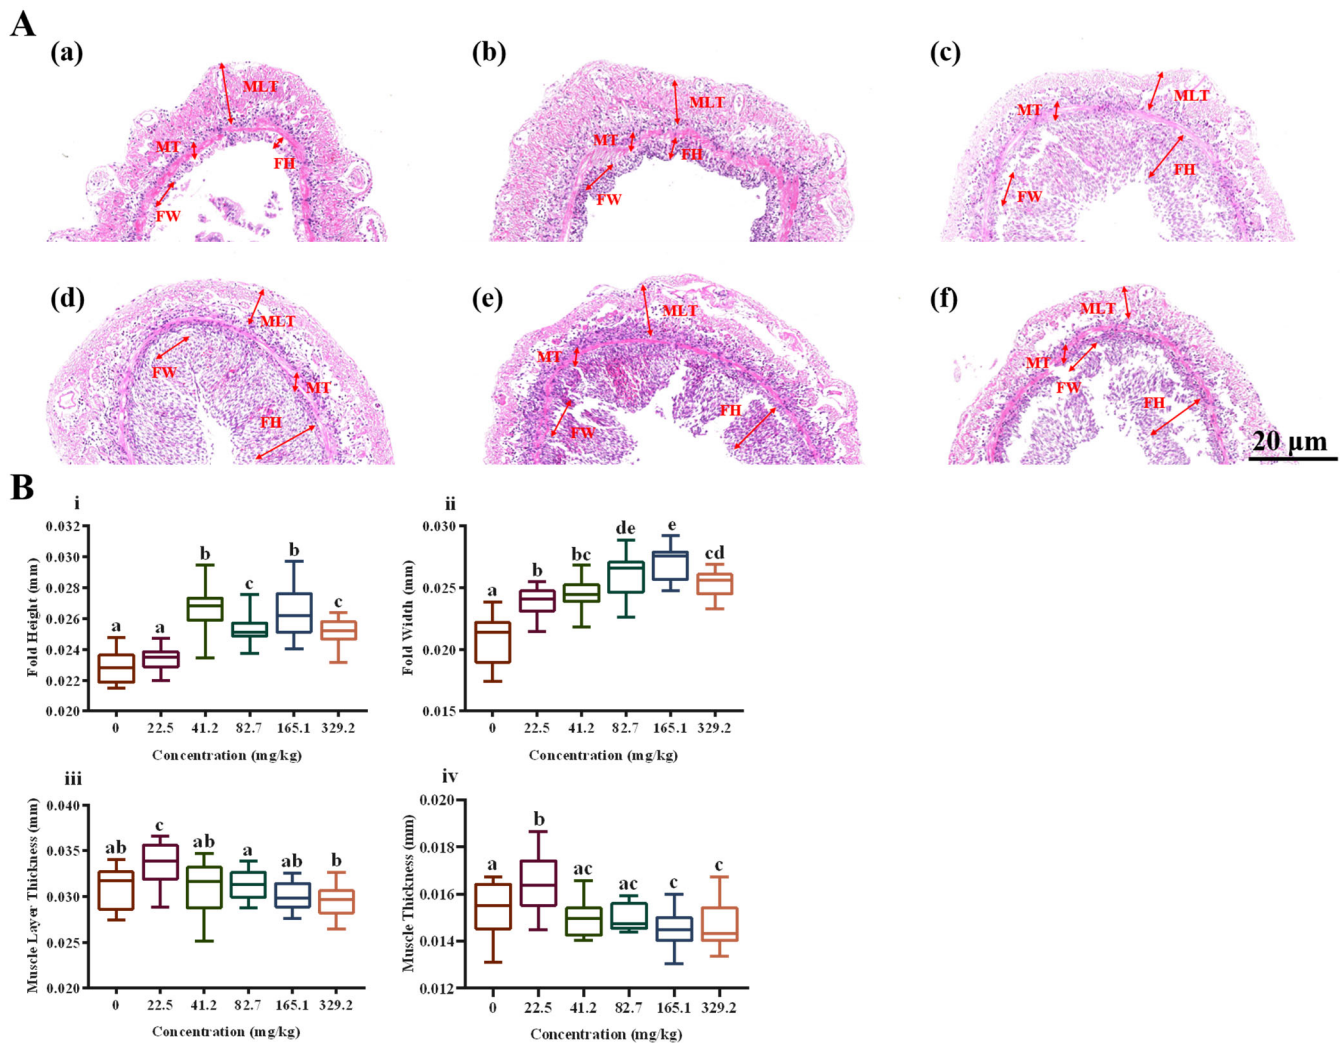 A
(a)
MLT
MT
FH
FW
(b)
MLT
MT
FH
FW
(c)
MT
MLT
FH
FW
(d)
MLT
FW
MT
FH
(e)
MLT
MT
FH
FW
(f)
MLT
MT
FW
FH
20 μm
B
i
Fold Height (mm)
0.032
0.030
0.028
0.026
0.024
0.022
0.020
a a b c b c
0 22.5 41.2 82.7 165.1 329.2
Concentration (mg/kg)
ii
Fold Width (mm)
0.030
0.025
0.020
0.015
a b bc de e cd
0 22.5 41.2 82.7 165.1 329.2
Concentration (mg/kg)
iii
Muscle Layer Thickness (mm)
0.040
0.035
0.030
0.025
0.020
ab c ab a ab b
0 22.5 41.2 82.7 165.1 329.2
Concentration (mg/kg)
iv
Muscle Thickness (mm)
0.020
0.018
0.016
0.014
0.012
a b ac ac c c
0 22.5 41.2 82.7 165.1 329.2
Concentration (mg/kg)